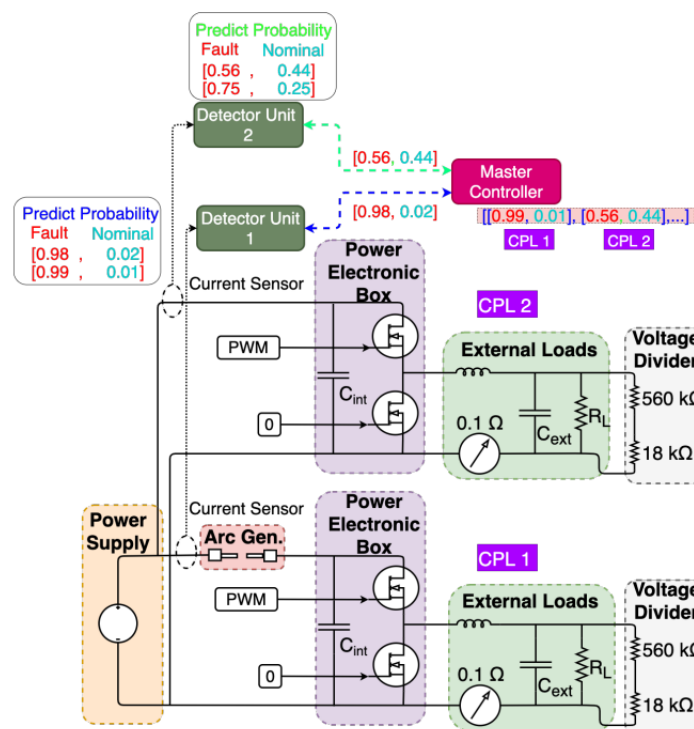 Predict Probability
Fault Nominal
[0.56 , 0.44]
[0.75 , 0.25]
Detector Unit
2
[0.56, 0.44]
Master
Controller
Predict Probability
Fault Nominal
[0.98 , 0.02]
[0.99 , 0.01]
Detector Unit
1
[0.98, 0.02]
[[0.99, 0.01], [0.56, 0.44],....]
CPL 1 CPL 2
Current Sensor
Power
Electronic
Box
CPL 2
PWM
C_int
0
External Loads
0.1 Ω
C_ext
R_L
Voltage
Divider
560 kΩ
18 kΩ
Power
Supply
Current Sensor
Arc Gen.
Power
Electronic
Box
CPL 1
PWM
C_int
0
External Loads
0.1 Ω
C_ext
R_L
Voltage
Divider
560 kΩ
18 kΩ